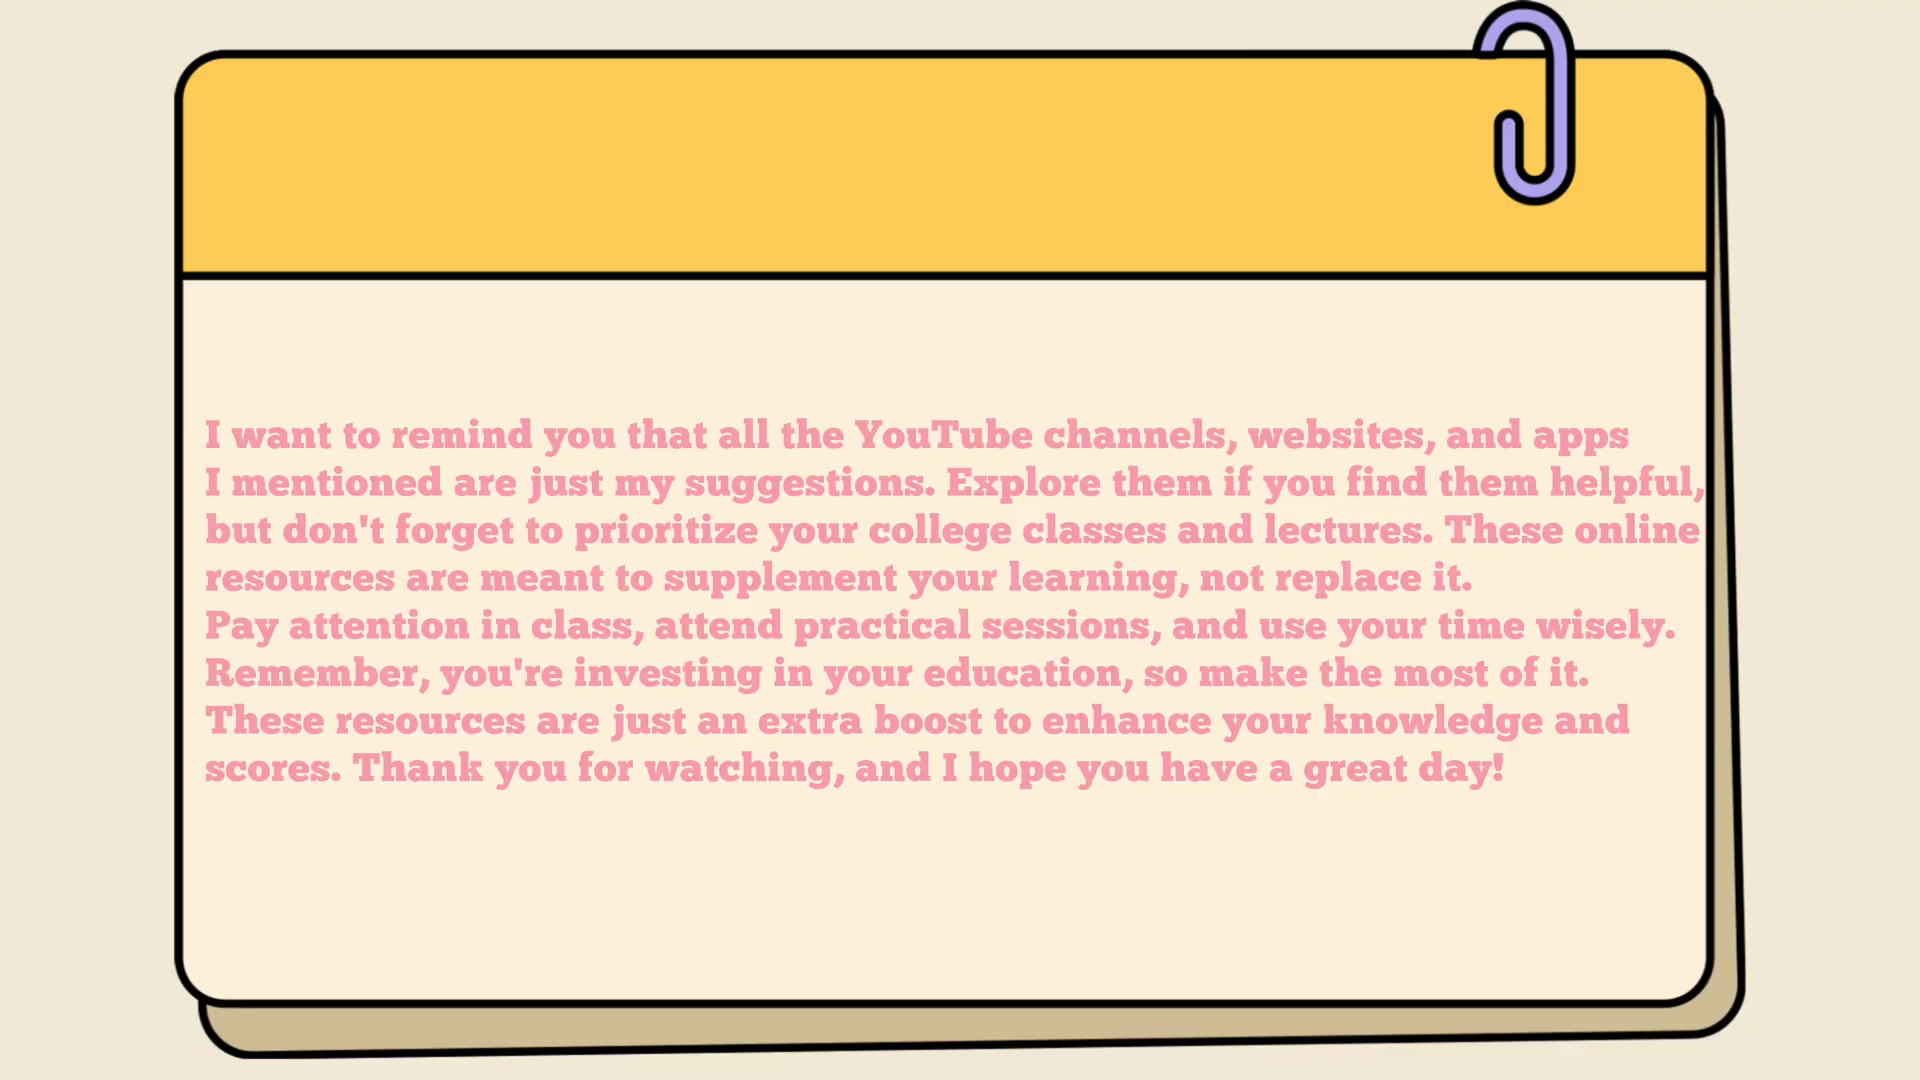 I want to remind you that all the YouTube channels, websites, and apps
I mentioned are just my suggestions. Explore them if you find them helpful,
but don't forget to prioritize your college classes and lectures. These online
resources are meant to supplement your learning, not replace it.
Pay attention in class, attend practical sessions, and use your time wisely.
Remember, you're investing in your education, so make the most of it.
These resources are just an extra boost to enhance your knowledge and
scores. Thank you for watching, and I hope you have a great day!